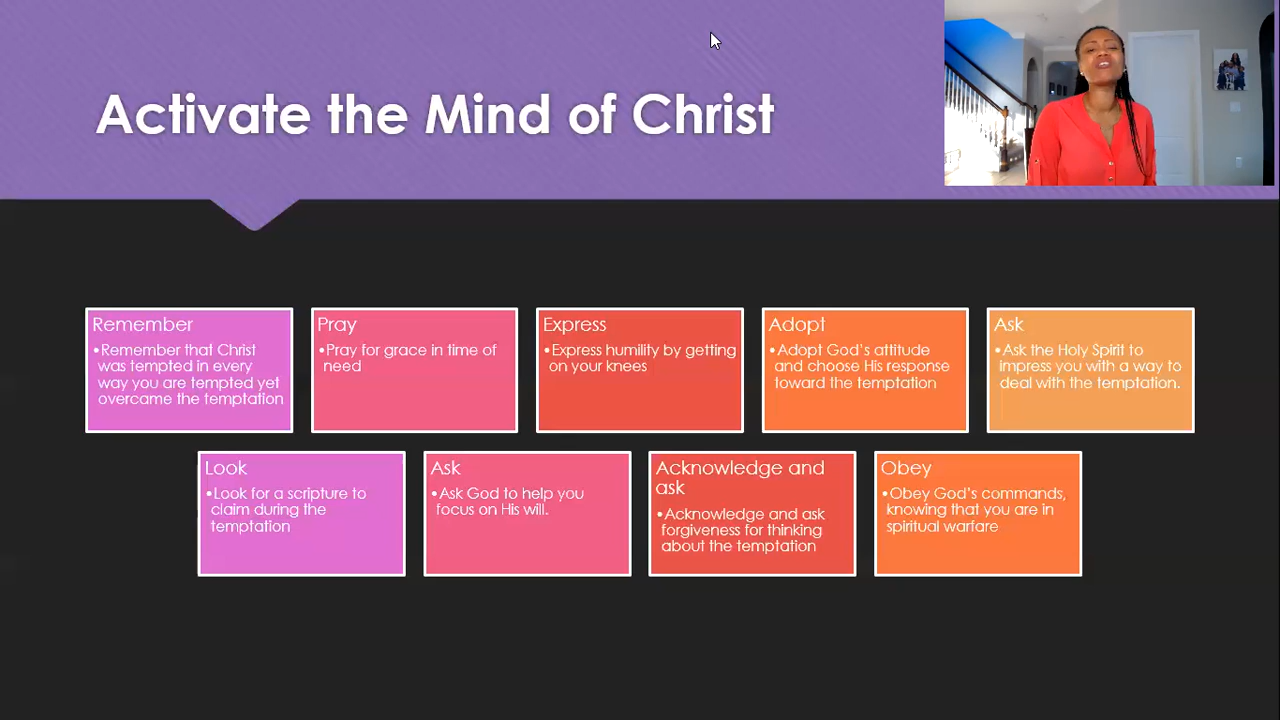 Activate the Mind of Christ
Remember
•Remember that Christ
was tempted in every
way you are tempted yet
overcame the temptation
Pray
•Pray for grace in time of
need
Express
•Express humility by getting
on your knees
Adopt
•Adopt God's attitude
and choose His response
toward the temptation
Ask
•Ask the Holy Spirit to
impress you with a way to
deal with the temptation.
Look
•Look for a scripture to
claim during the
temptation
Ask
•Ask God to help you
focus on His will.
Acknowledge and
ask
•Acknowledge and ask
forgiveness for thinking
about the temptation
Obey
•Obey God's commands,
knowing that you are in
spiritual warfare